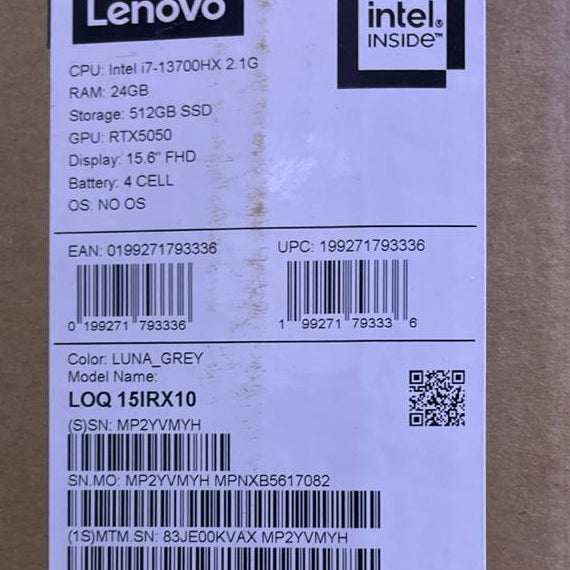 Lenovo
intel®
INSIDE™
CPU: Intel i7-13700HX 2.1G
RAM: 24GB
Storage: 512GB SSD
GPU: RTX5050
Display: 15.6" FHD
Battery: 4 CELL
OS: NO OS
EAN: 0199271793336
UPC: 199271793336
0 199271 793336
1 99271 79333 6
Color: LUNA_GREY
Model Name:
LOQ 15IRX10
(S)SN: MP2YVMYH
SN.MO: MP2YVMYH MPNXB5617082
(1S)MTM.SN: 83JE00KVAX MP2YVMYH